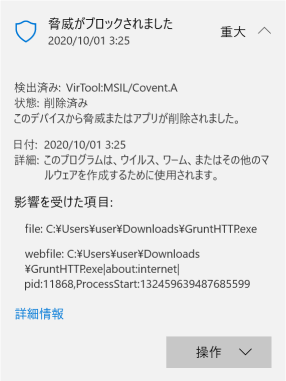 脅威がブロックされました
2020/10/01 3:25
重大
検出済み: VirTool:MSIL/Covent.A
状態: 削除済み
このデバイスから脅威またはアプリが削除されました。
日付: 2020/10/01 3:25
詳細: このプログラムは、ウイルス、ワーム、またはその他のマ
ルウェアを作成するために使用されます。
影響を受けた項目:
file: C:¥Users¥user¥Downloads¥GruntHTTP.exe
webfile: C:¥Users¥user¥Downloads
¥GruntHTTP.exe|about:internet|
pid:11868,ProcessStart:132459639487685599
詳細情報
操作